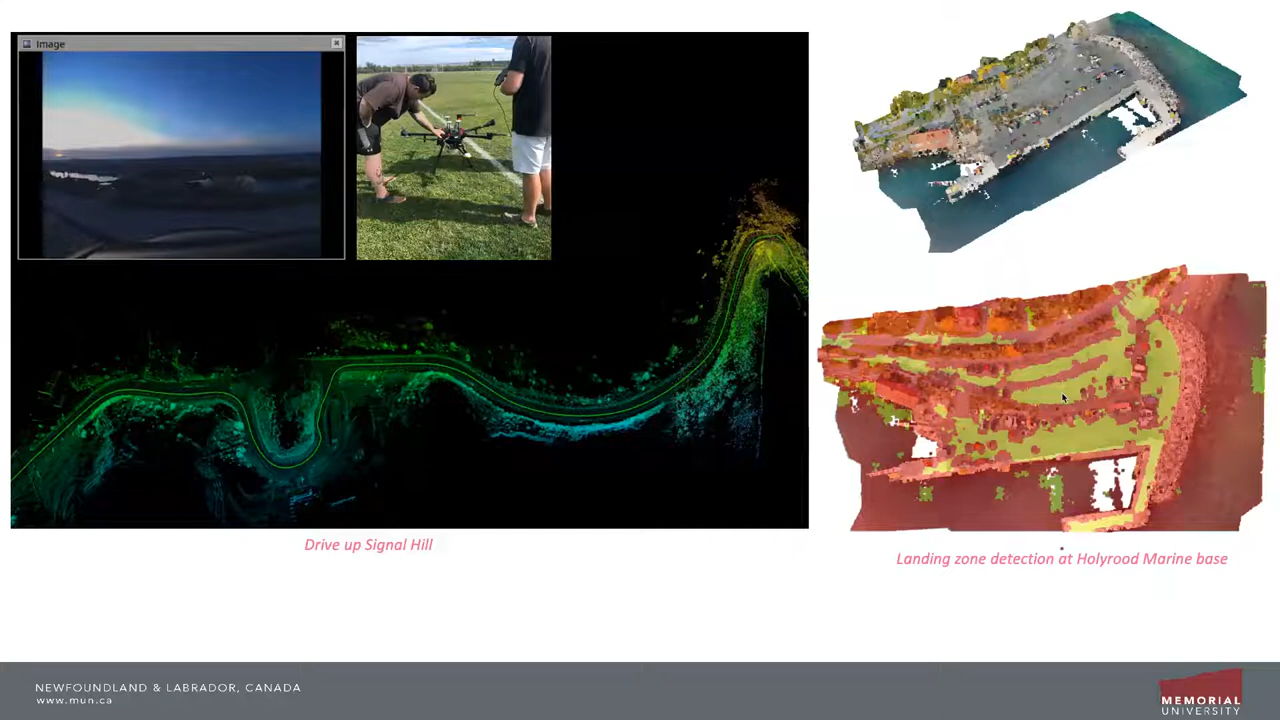 Image
Drive up Signal Hill
Landing zone detection at Holyrood Marine base
NEWFOUNDLAND & LABRADOR, CANADA
www.mun.ca
MEMORIAL
UNIVERSITY